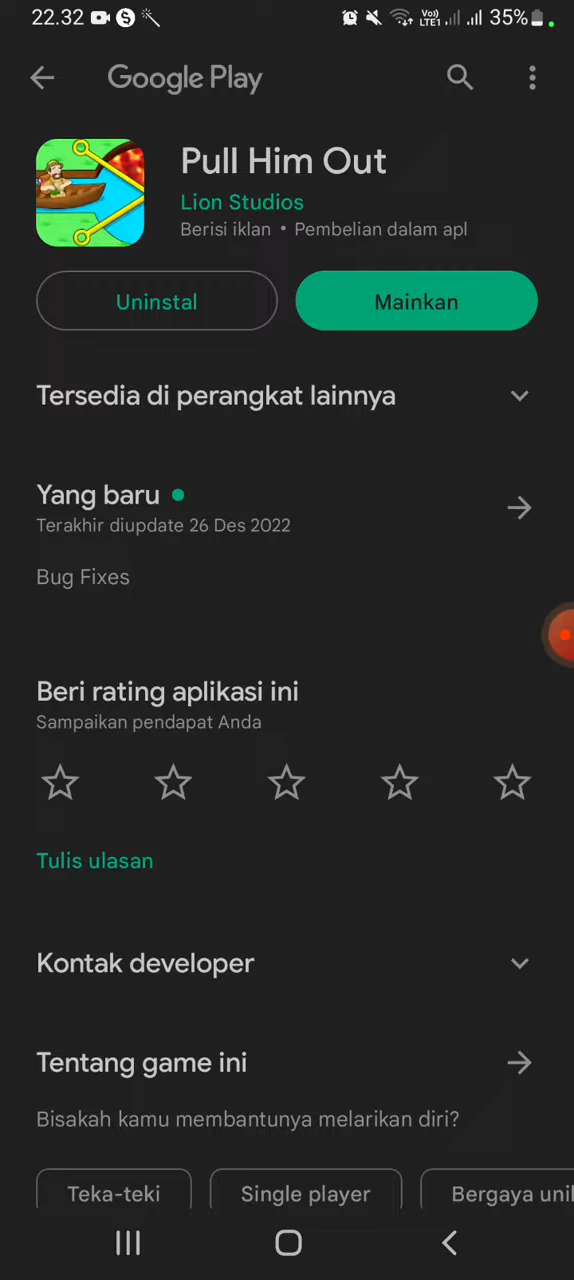 22.32
Vo))
LTE1
35%
Google Play
Pull Him Out
Lion Studios
Berisi iklan • Pembelian dalam apl
Uninstal
Mainkan
Tersedia di perangkat lainnya
Yang baru
Terakhir diupdate 26 Des 2022
Bug Fixes
Beri rating aplikasi ini
Sampaikan pendapat Anda
Tulis ulasan
Kontak developer
Tentang game ini
Bisakah kamu membantunya melarikan diri?
Teka-teki
Single player
Bergaya uni